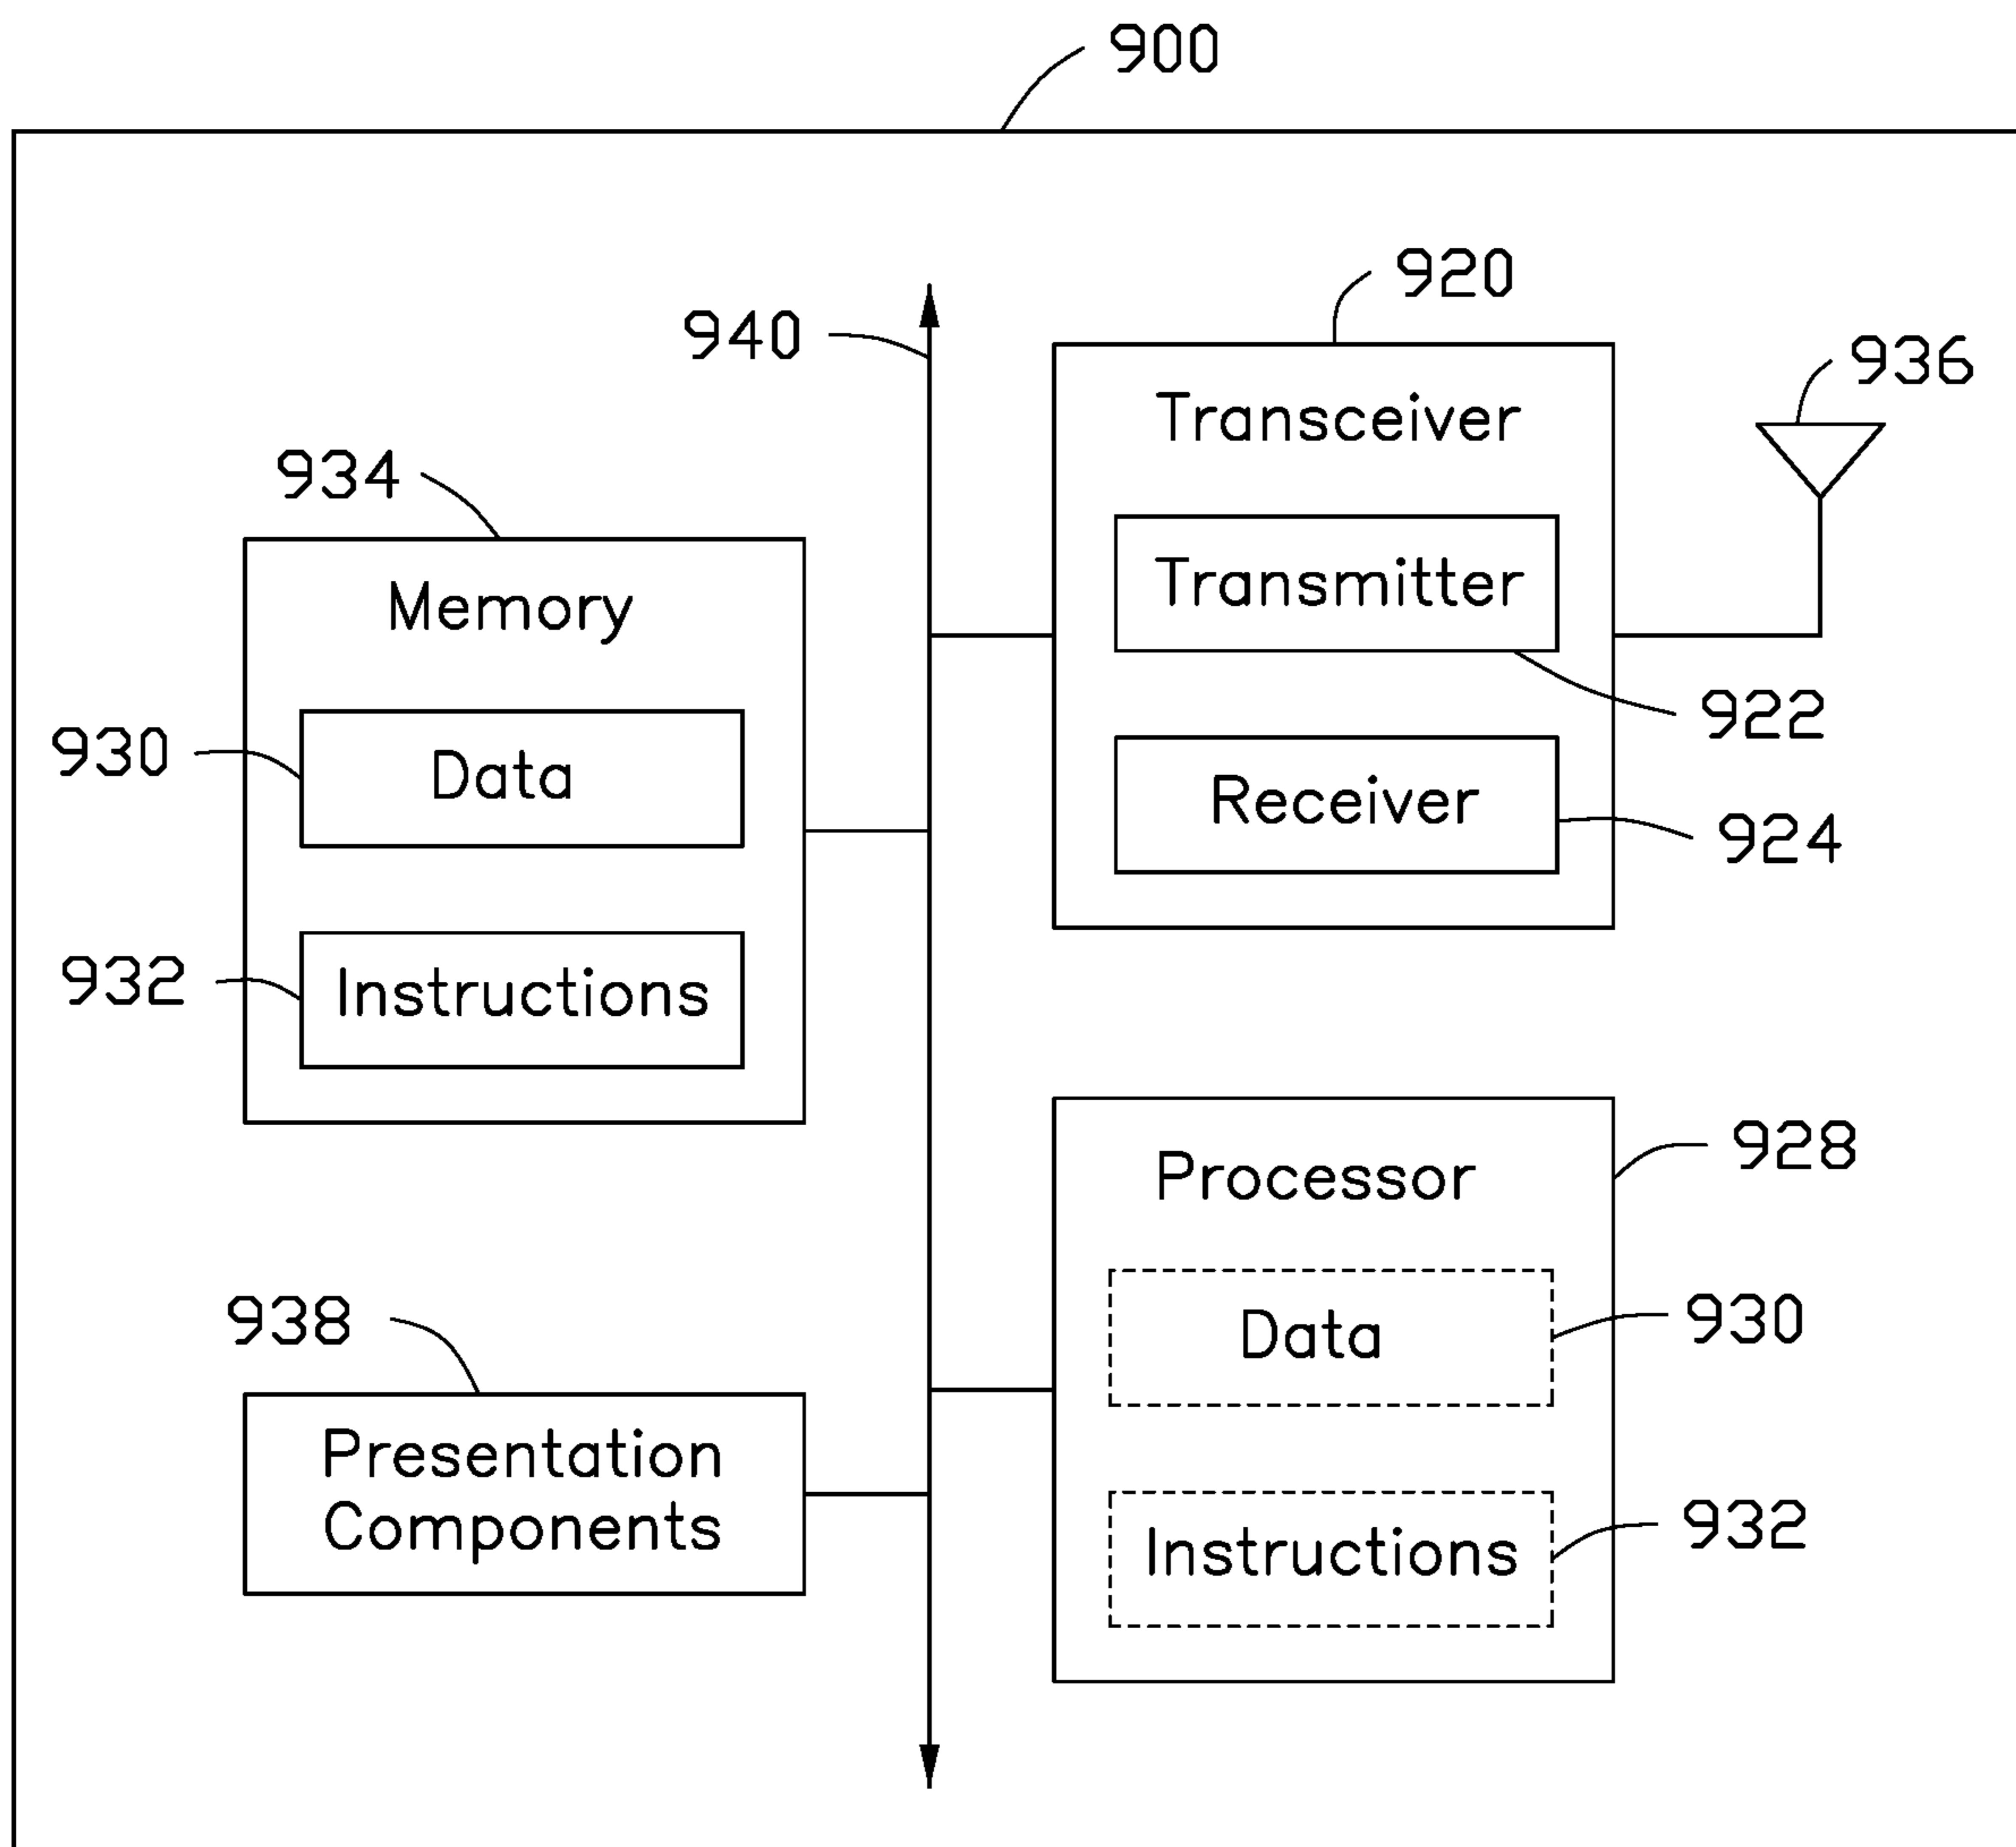 900
920
940
936
Transceiver
934
Transmitter
Memory
922
930
Data
Receiver
924
932
Instructions
928
Processor
938
930
Data
Presentation
Components
932
Instructions